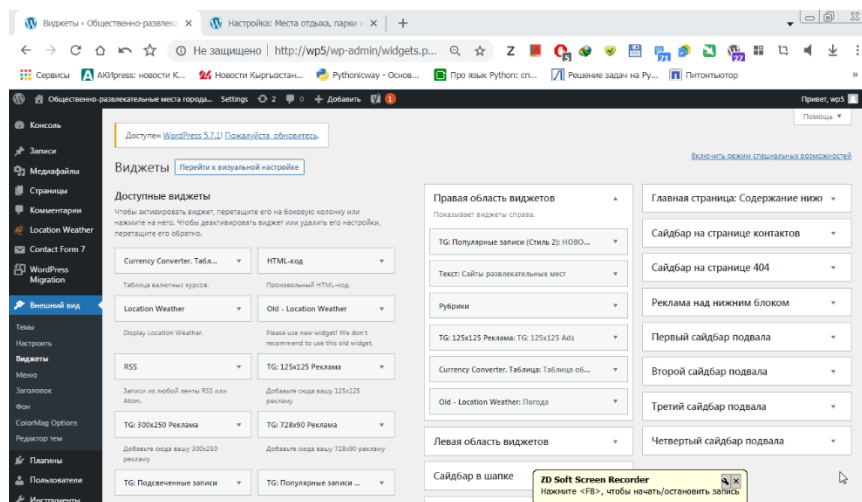 Виджеты < Общественно-развлек
Настройка: Места отдыха, парки и
Не защищено | http://wp5/wp-admin/widgets.p...
Сервисы АКИpress: новости К... Новости Кыргызстан... Pythonicway - Основ... Про язык Python: сп... Решение задач на Py... Питонтьютор »
Общественно-развлекательные места города... Settings 2 0 + Добавить 1 Привет, wp5
Помощь
Консоль
Записи
Медиафайлы
Страницы
Комментарии
Location Weather
Contact Form 7
WordPress
Migration
Внешний вид
Темы
Настроить
Виджеты
Меню
Заголовок
Фон
ColorMag Options
Редактор тем
Плагины
Пользователи
Инструменты
Доступен WordPress 5.7.1! Пожалуйста, обновитесь.
Включить режим специальных возможностей
Виджеты Перейти к визуальной настройке
Доступные виджеты
Чтобы активировать виджет, перетащите его на боковую колонку или
нажмите на него. Чтобы деактивировать виджет или удалить его настройки,
перетащите его обратно.
Currency Converter. Табл...
HTML-код
Таблица валютных курсов.
Произвольный HTML-код.
Location Weather
Old - Location Weather
Display Location Weather.
Please use new widget! We don't
recommend to use this old widget.
RSS
TG: 125x125 Реклама
Записи из любой ленты RSS или
Atom.
Добавьте сюда вашу 125x125
рекламу
TG: 300x250 Реклама
TG: 728x90 Реклама
Добавьте сюда вашу 300x250
рекламу
Добавьте сюда вашу 728x90 рекламу
TG: Подсвеченные записи
TG: Популярные записи ...
Правая область виджетов
Показывает виджеты справа.
TG: Популярные записи (Стиль 2): НОВО...
Текст: Сайты развлекательных мест
Рубрики
TG: 125x125 Реклама: TG: 125x125 Ads
Currency Converter. Таблица: Таблица об...
Old - Location Weather: Погода
Левая область виджетов
Сайдбар в шапке
Главная страница: Содержание нижн
Сайдбар на странице контактов
Сайдбар на странице 404
Реклама над нижним блоком
Первый сайдбар подвала
Второй сайдбар подвала
Третий сайдбар подвала
Четвертый сайдбар подвала
ZD Soft Screen Recorder
Нажмите <F8>, чтобы начать/остановить запись